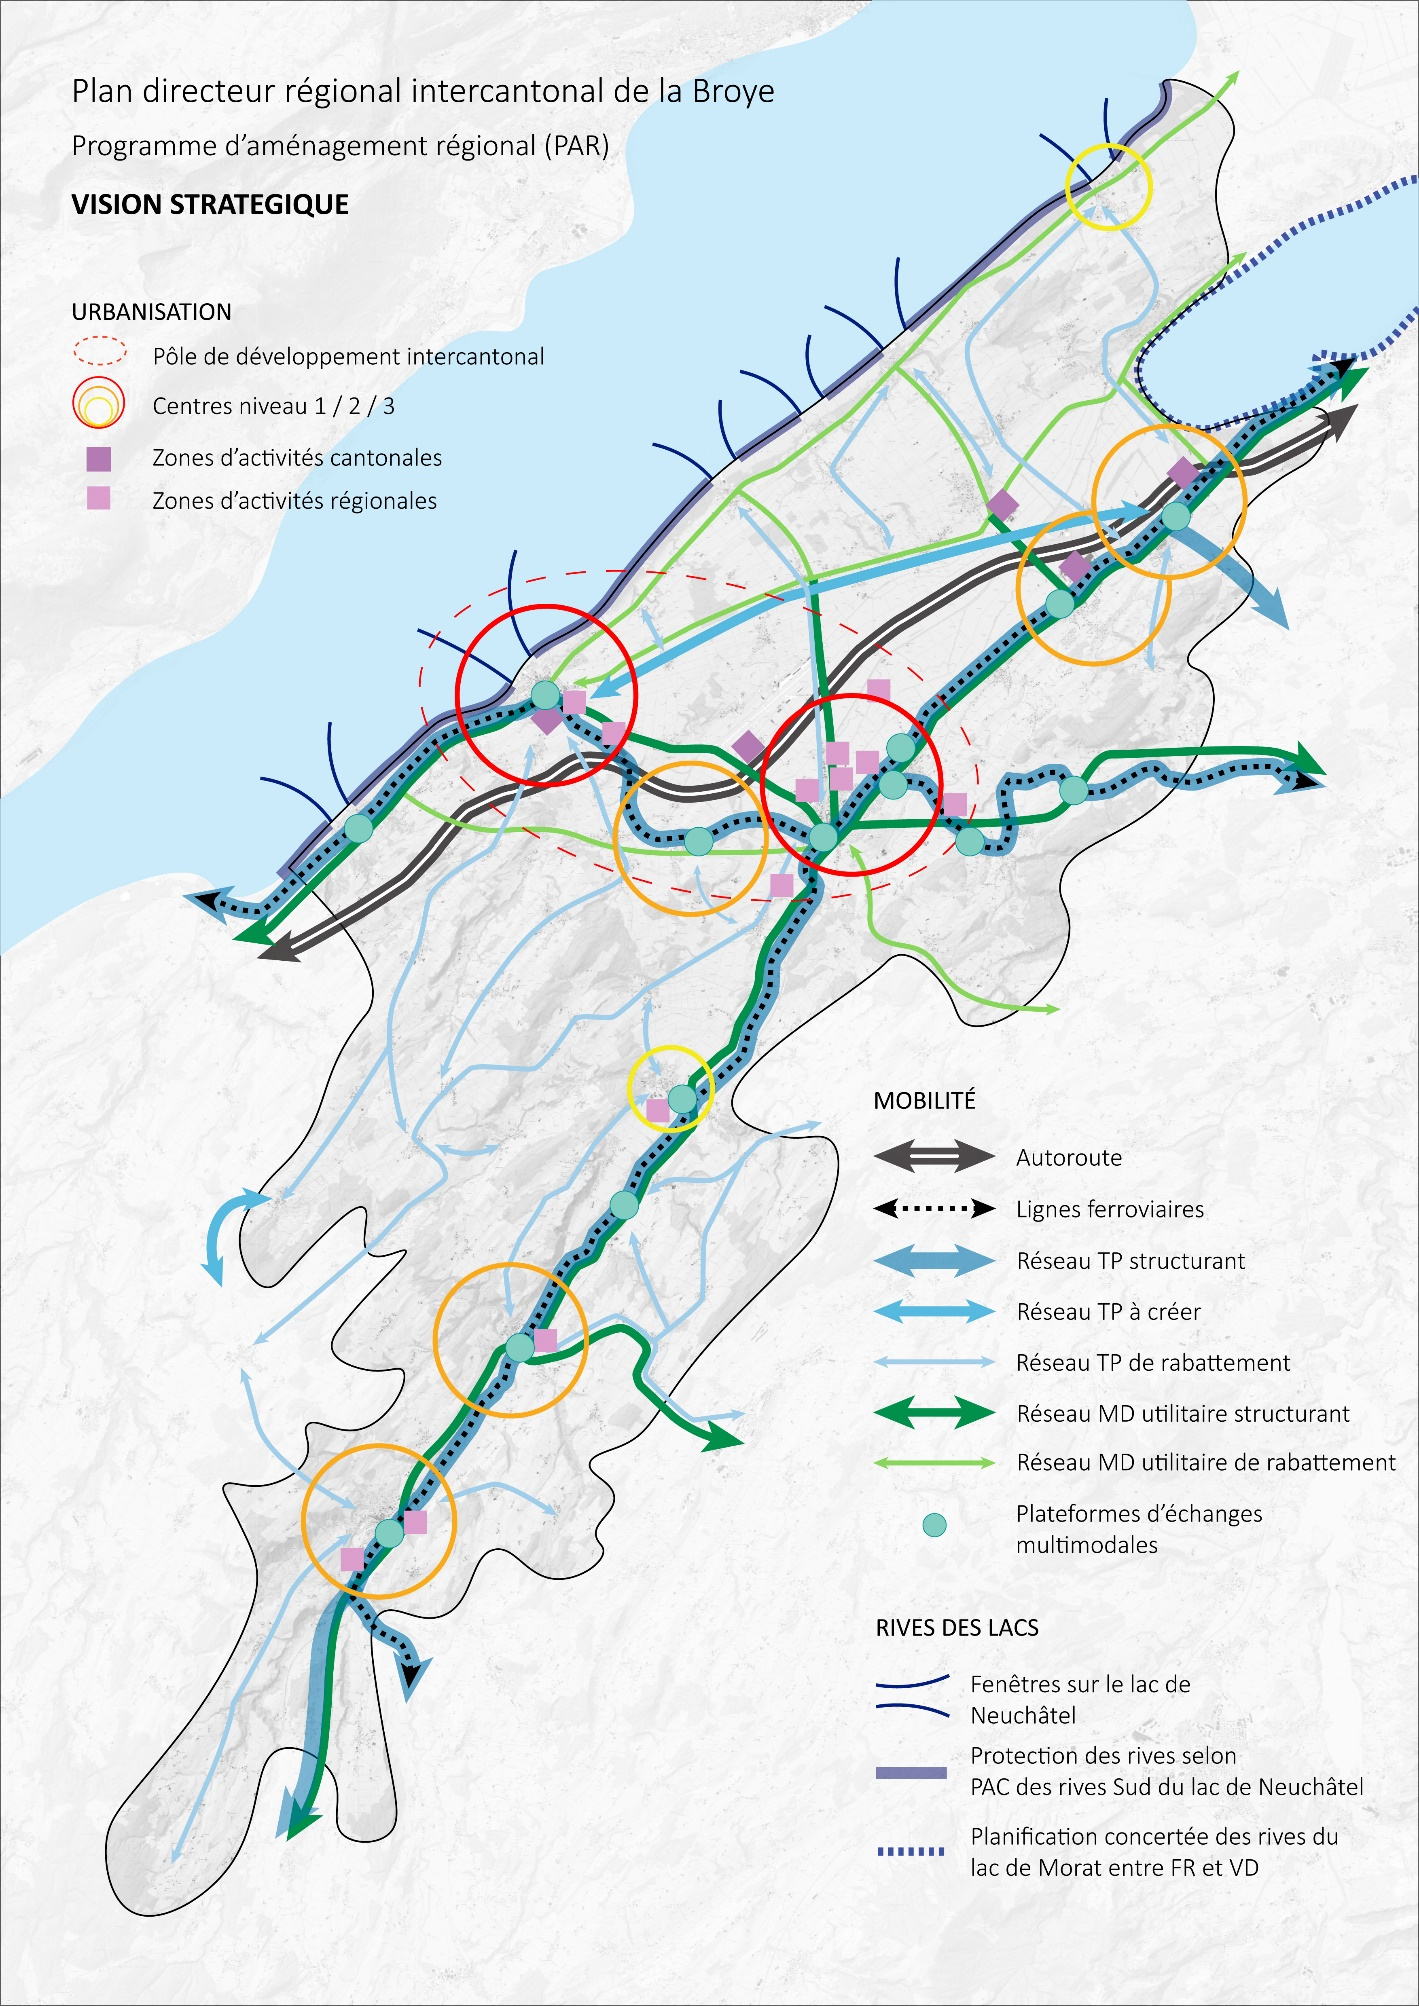 Plan directeur régional intercantonal de la Broye
Programme d'aménagement régional (PAR)
VISION STRATEGIQUE
URBANISATION
Pôle de développement intercantonal
Centres niveau 1 / 2 / 3
Zones d'activités cantonales
Zones d'activités régionales
MOBILITÉ
Autoroute
Lignes ferroviaires
Réseau TP structurant
Réseau TP à créer
Réseau TP de rabattement
Réseau MD utilitaire structurant
Réseau MD utilitaire de rabattement
Plateformes d'échanges
multimodales
RIVES DES LACS
Fenêtres sur le lac de
Neuchâtel
Protection des rives selon
PAC des rives Sud du lac de Neuchâtel
Planification concertée des rives du
lac de Morat entre FR et VD